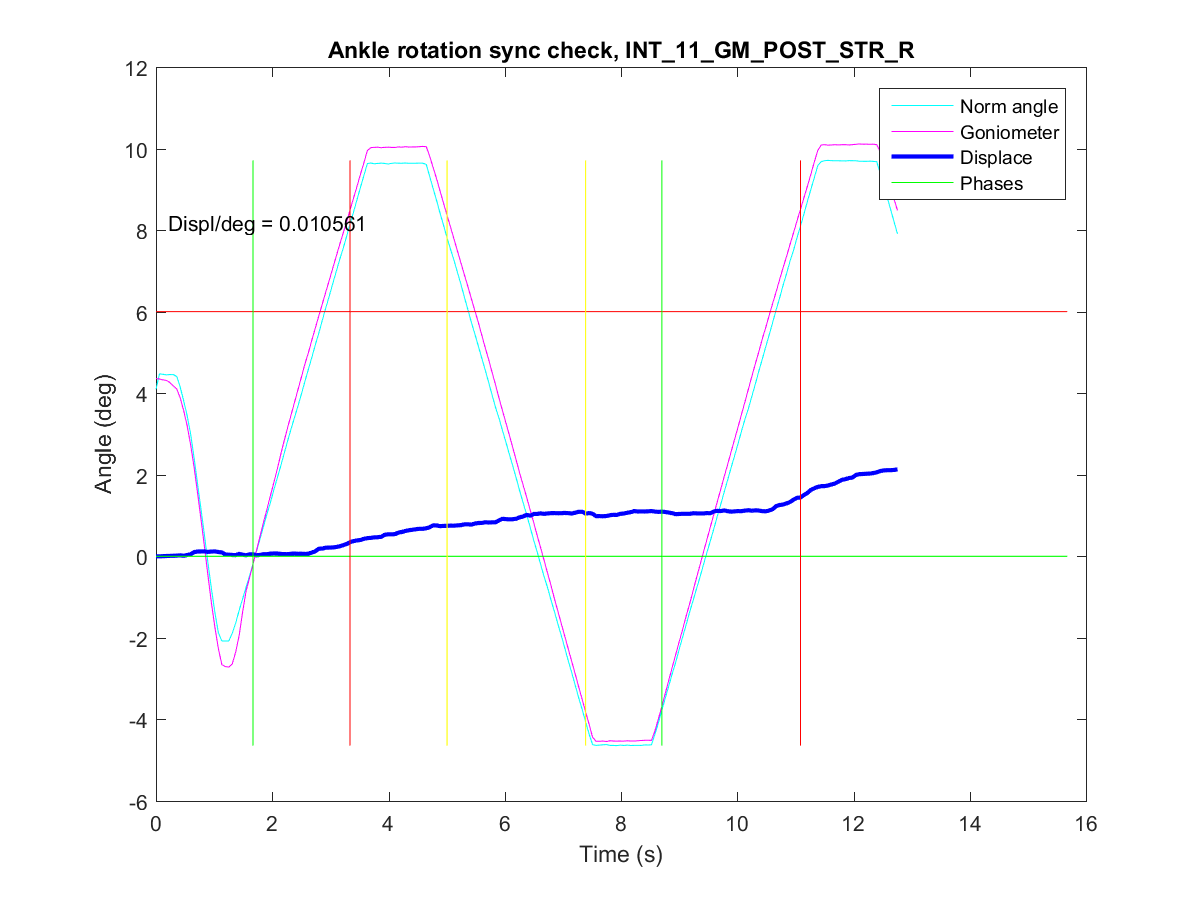 Ankle rotation sync check, INT_11_GM_POST_STR_R
12
10
8
6
4
2
0
-2
-4
-6
Angle (deg)
Displ/deg = 0.010561
Norm angle
Goniometer
Displace
Phases
0 2 4 6 8 10 12 14 16
Time (s)